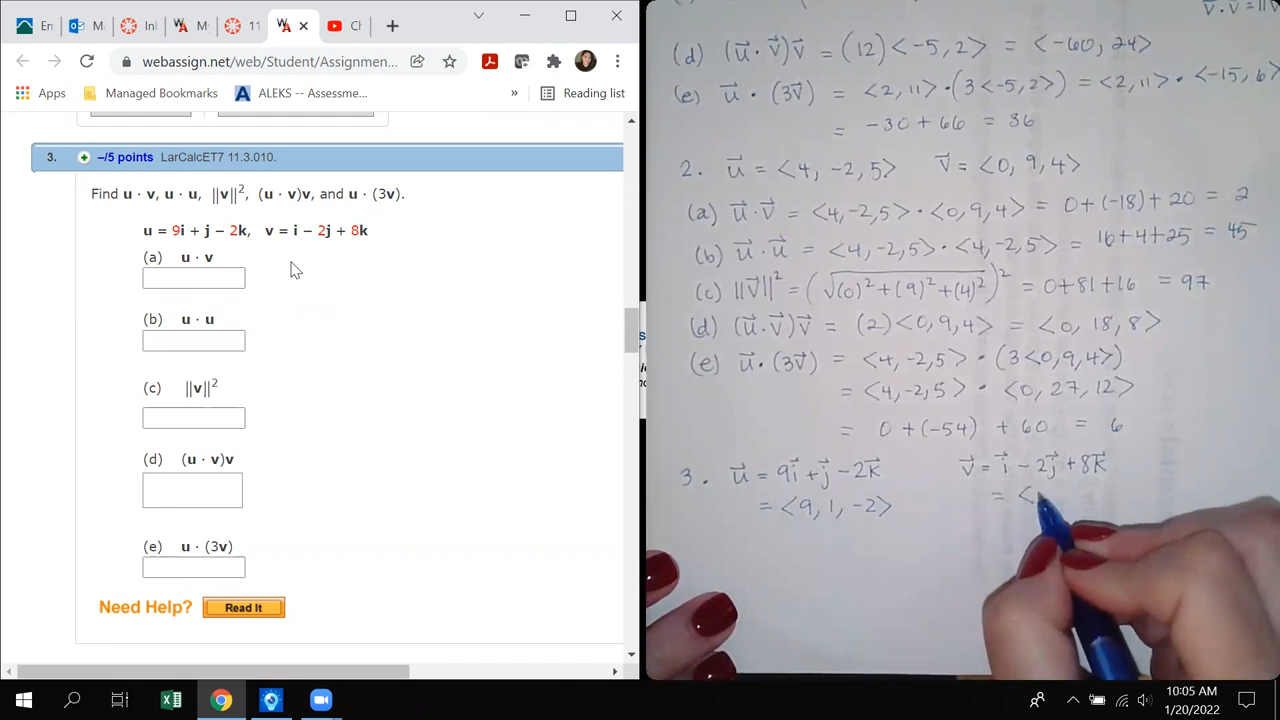 En
M
Inl
M
11
Cl
webassign.net/web/Student/Assignment...
Apps
Managed Bookmarks
ALEKS -- Assessme...
»
Reading list
3.
–/5 points
LarCalcET7 11.3.010.
Find u · v, u · u, ||v||², (u · v)v, and u · (3v).
u = 9i + j − 2k, v = i − 2j + 8k
(a) u · v
(b) u · u
(c) ||v||²
(d) (u · v)v
(e) u · (3v)
Need Help? Read It
10:05 AM
1/20/2022
(d) (u⃗ · v⃗)v⃗ = (12)<-5,2> = <-60, 24>
(e) u⃗ · (3v⃗) = <2,11> · (3<-5,2>) = <2,11> · <-15, 6>
= -30 + 66 = 36
2. u⃗ = <4, -2, 5> v⃗ = <0, 9, 4>
(a) u⃗ · v⃗ = <4,-2,5> · <0,9,4> = 0+(-18)+20 = 2
(b) u⃗ · u⃗ = <4,-2,5> · <4,-2,5> = 16+4+25 = 45
(c) ||v⃗||² = (√(0)²+(9)²+(4)²)² = 0+81+16 = 97
(d) (u⃗ · v⃗)v⃗ = (2)<0,9,4> = <0, 18, 8>
(e) u⃗ · (3v⃗) = <4,-2,5> · (3<0,9,4>)
= <4,-2,5> · <0, 27, 12>
= 0 + (-54) + 60 = 6
3. u⃗ = 9i⃗ + j⃗ − 2k⃗ v⃗ = i⃗ − 2j⃗ + 8k⃗
= <9, 1, -2> = <